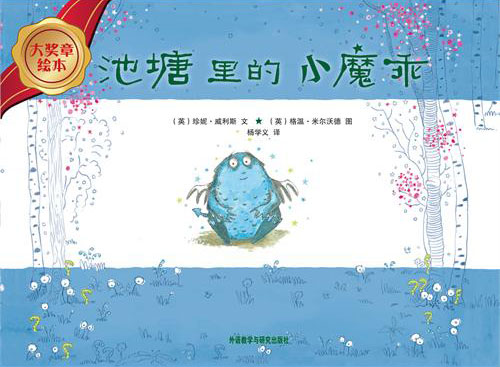 大奖章
绘本
池塘里的小魔乖
（英）珍妮·威利斯 文 ★ （英）格温·米尔沃德 图
杨学义 译
外语教学与研究出版社